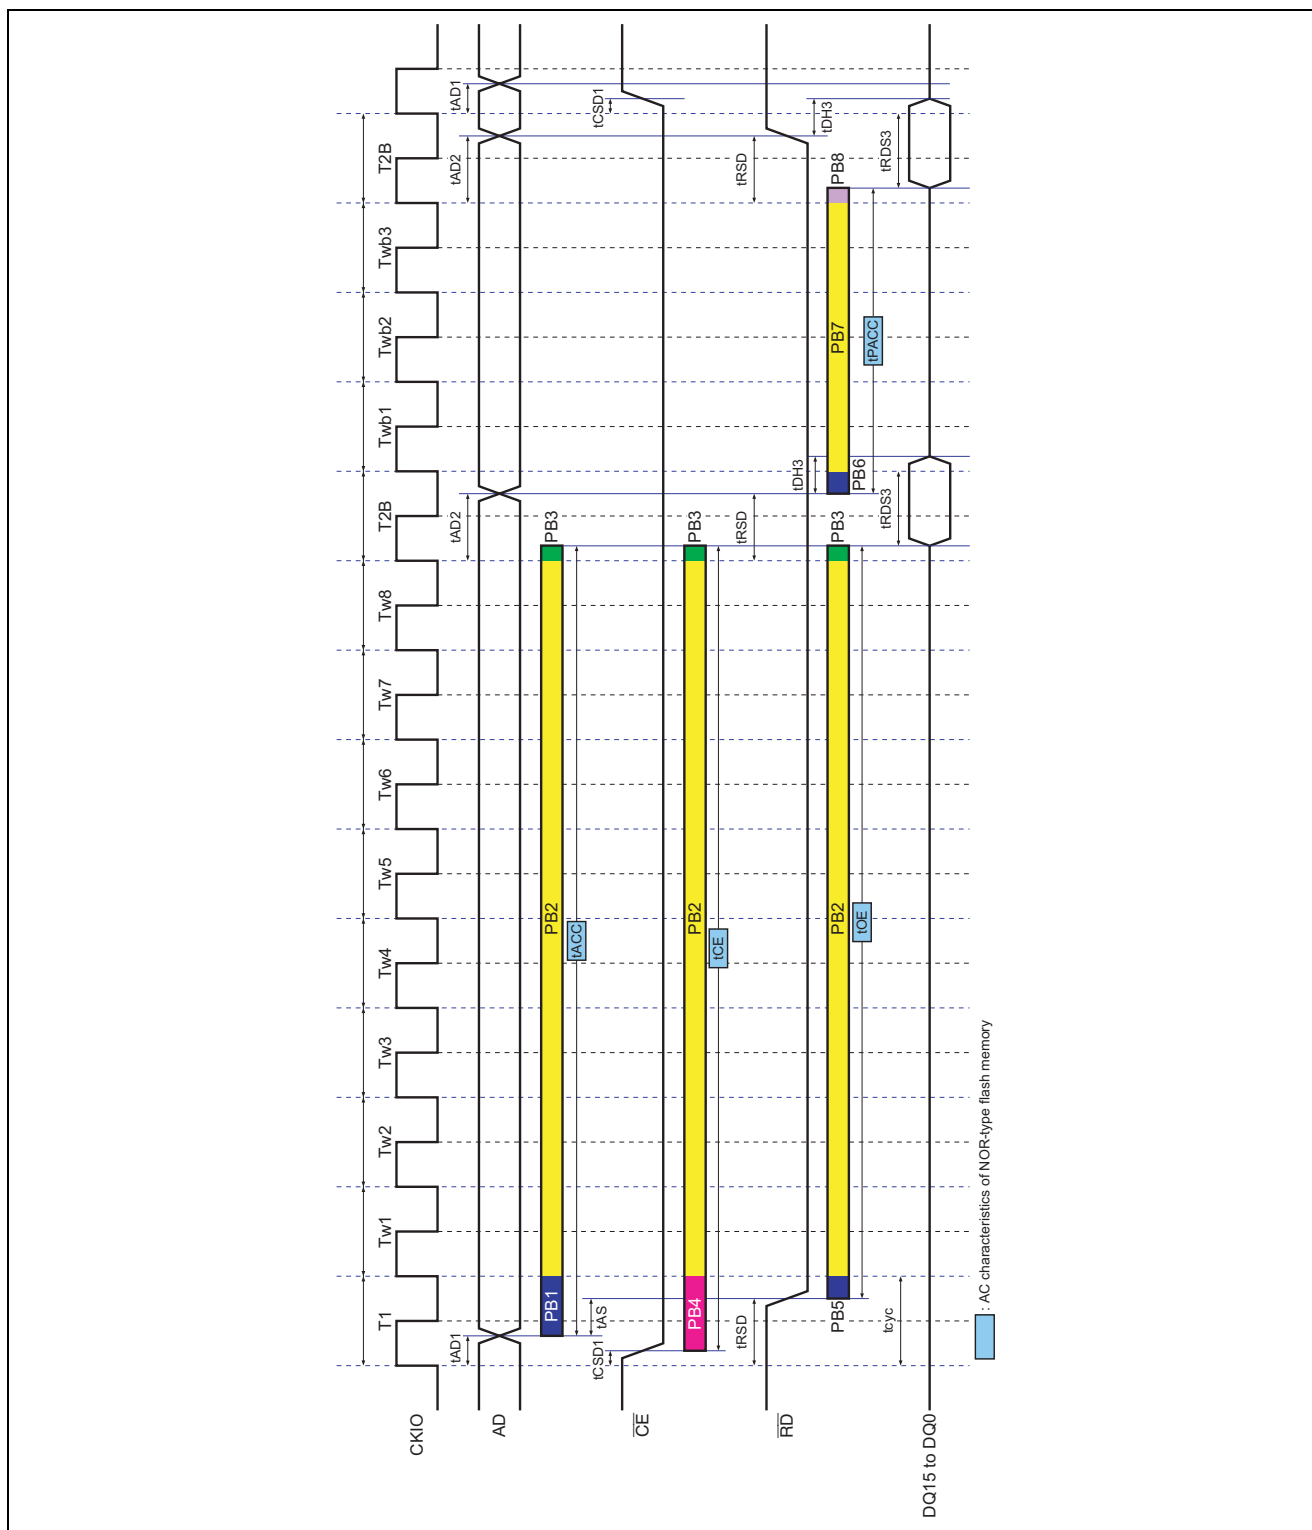 T1 Tw1 Tw2 Tw3 Tw4 Tw5 Tw6 Tw7 Tw8 T2B Twb1 Twb2 Twb3 T2B
CKIO
tAD1 tAD2 tAD2 tAD1
AD
PB1 PB2 PB3
tACC
tAS
tCSD1 tCSD1
CE
PB4 PB2 PB3
tCE
tRSD tRSD tRSD
RD
tDH3 tDH3
PB5 PB2 PB3 PB6 PB7 PB8
tOE tPACC
tcyc tRDS3 tRDS3
DQ15 to DQ0
: AC characteristics of NOR-type flash memory